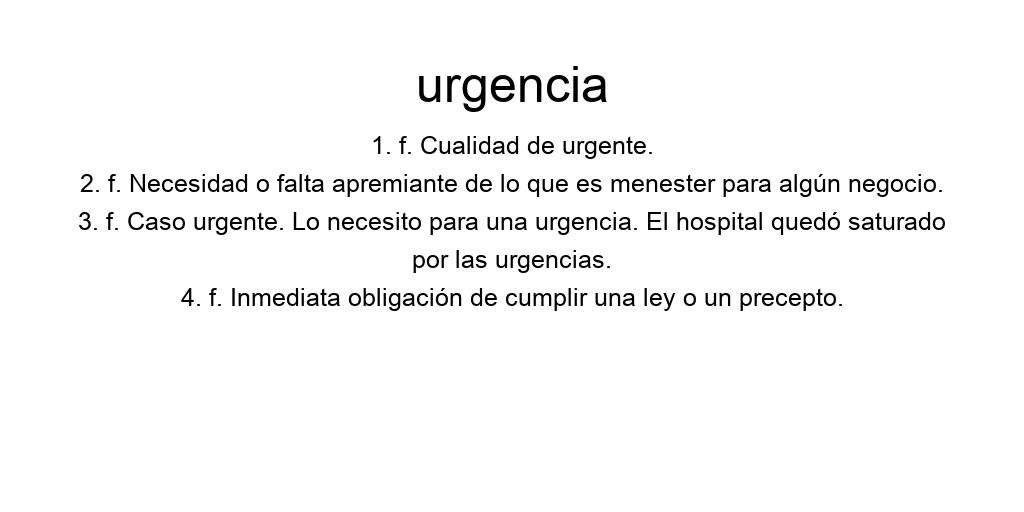 urgencia
1. f. Cualidad de urgente.
2. f. Necesidad o falta apremiante de lo que es menester para algún negocio.
3. f. Caso urgente. Lo necesito para una urgencia. El hospital quedó saturado
por las urgencias.
4. f. Inmediata obligación de cumplir una ley o un precepto.